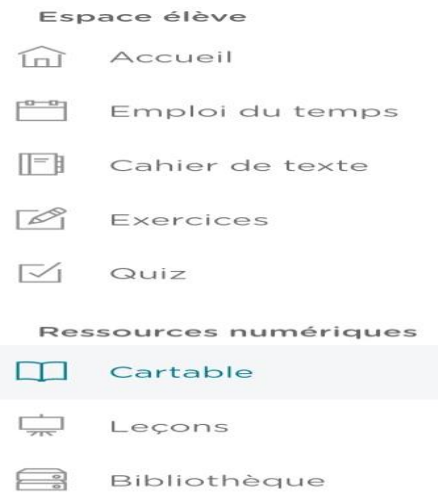 Espace élève
Accueil
Emploi du temps
Cahier de texte
Exercices
Quiz
Ressources numériques
Cartable
Leçons
Bibliothèque